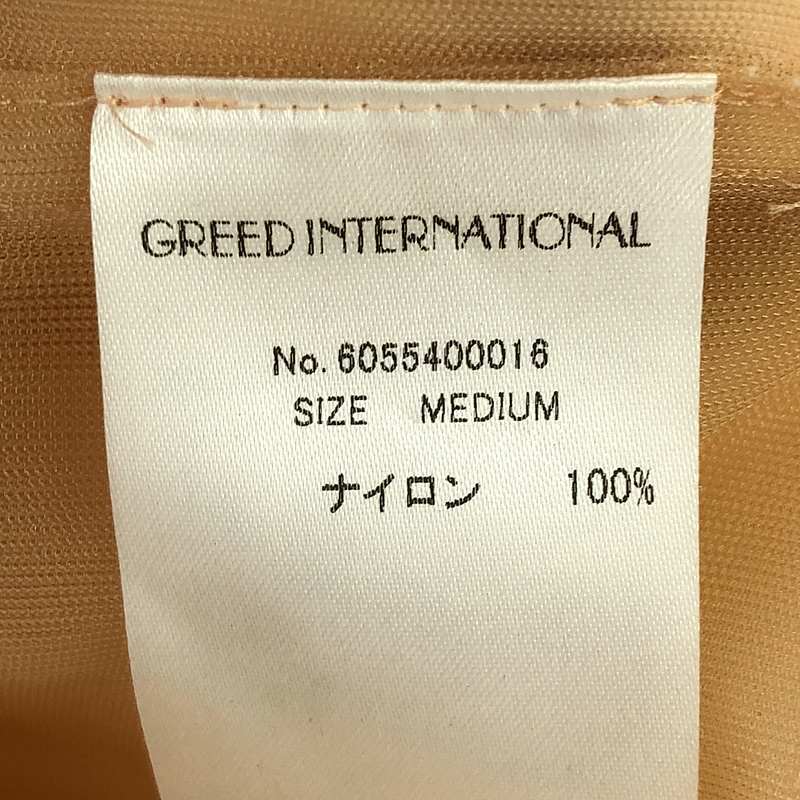 GREED INTERNATIONAL
No. 6055400016
SIZE MEDIUM
ナイロン 100%